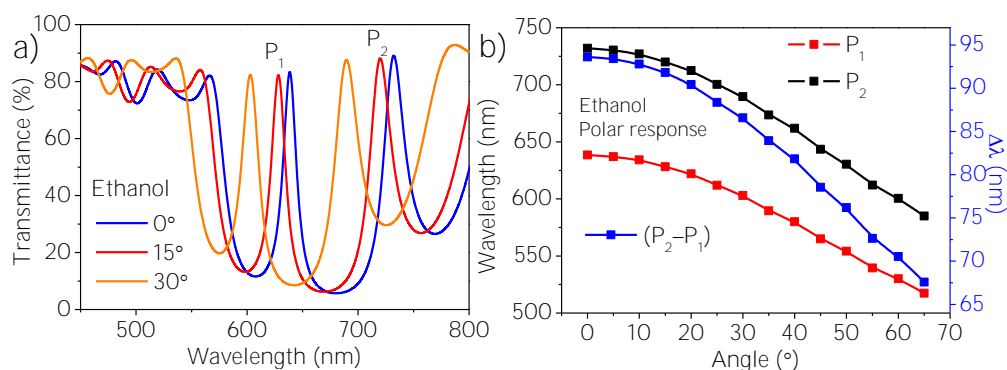 a)
P₁
P₂
Transmittance (%)
100
80
60
40
20
0
Ethanol
0°
15°
30°
500
600
700
800
Wavelength (nm)
b)
P₁
P₂
Ethanol
Polar response
(P₂–P₁)
Wavelength (nm)
750
700
650
600
550
500
0
10
20
30
40
50
60
70
Angle (°)
95
90
85
80
75
70
65
Δλ (nm)